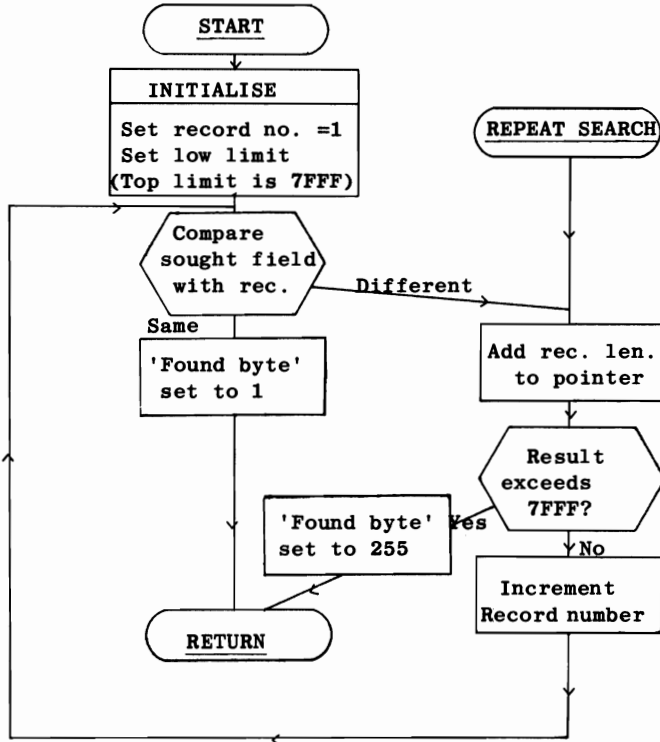 START
INITIALISE
Set record no. =1
Set low limit
(Top limit is 7FFF)
REPEAT SEARCH
Compare
sought field
with rec.
Different
Same
'Found byte'
set to 1
Add rec. len.
to pointer
Result
exceeds
7FFF?
Yes
'Found byte'
set to 255
No
Increment
Record number
RETURN